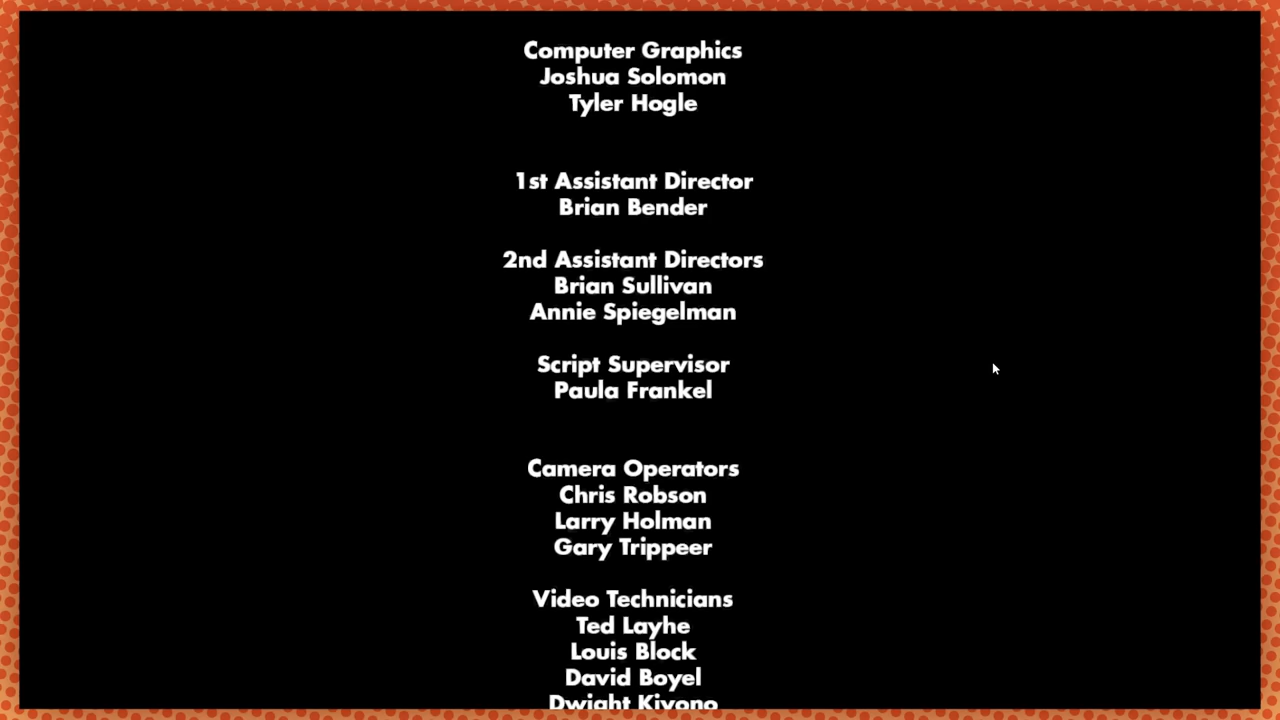 Computer Graphics
Joshua Solomon
Tyler Hogle
1st Assistant Director
Brian Bender
2nd Assistant Directors
Brian Sullivan
Annie Spiegelman
Script Supervisor
Paula Frankel
Camera Operators
Chris Robson
Larry Holman
Gary Trippeer
Video Technicians
Ted Layhe
Louis Block
David Boyel
Dwight Kiyono